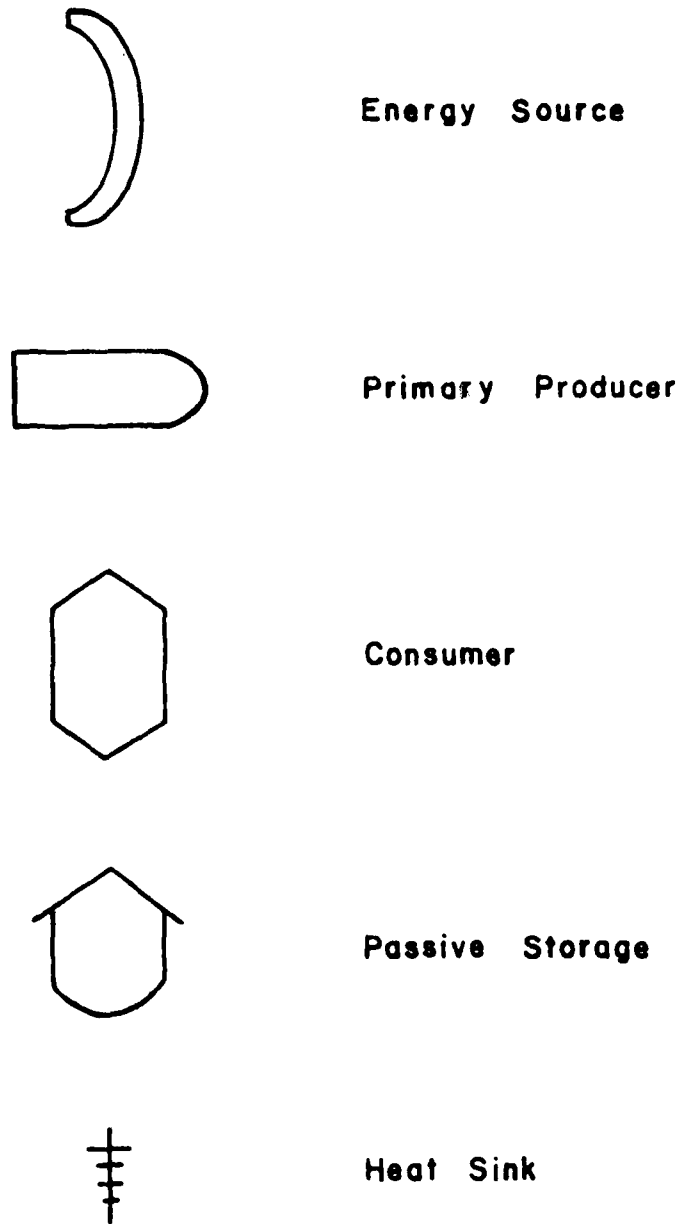 Energy Source
Primary Producer
Consumer
Passive Storage
Heat Sink